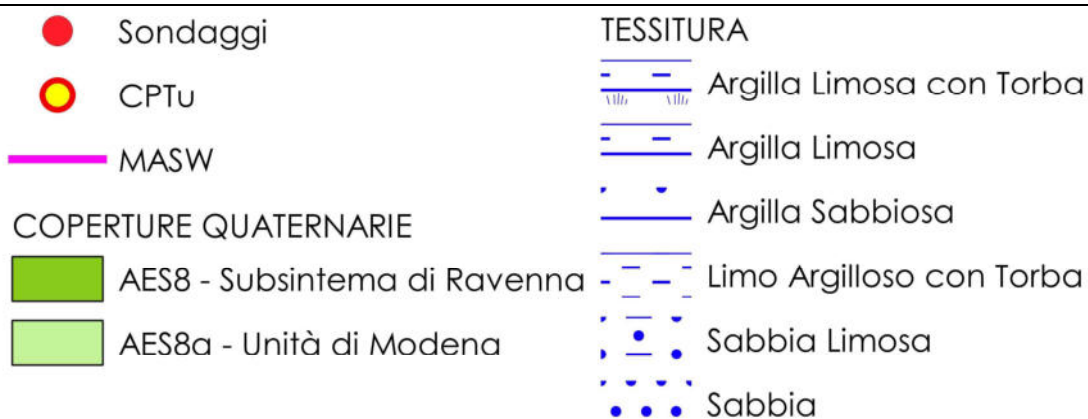 Sondaggi
CPTu
MASW
COPERTURE QUATERNARIE
AES8 - Subsintema di Ravenna
AES8a - Unità di Modena
TESSITURA
Argilla Limosa con Torba
Argilla Limosa
Argilla Sabbiosa
Limo Argilloso con Torba
Sabbia Limosa
Sabbia